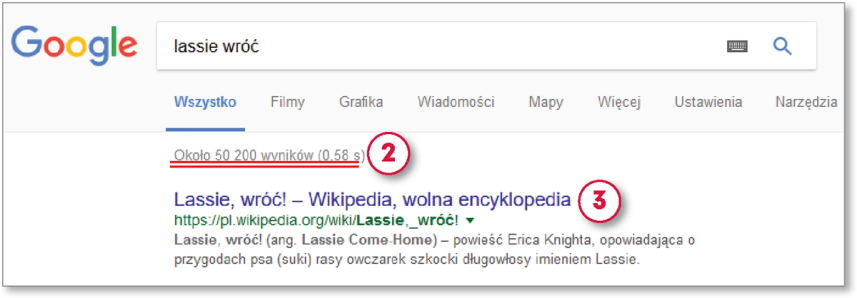 Google
lassie wróć
Wszystko Filmy Grafika Wiadomości Mapy Więcej Ustawienia Narzędzia
Około 50 200 wyników (0,58 s) 2
Lassie, wróć! – Wikipedia, wolna encyklopedia 3
https://pl.wikipedia.org/wiki/Lassie,_wróć!
Lassie, wróć! (ang. Lassie Come-Home) – powieść Erica Knighta, opowiadająca o
przygodach psa (suki) rasy owczarek szkocki długowłosy imieniem Lassie.